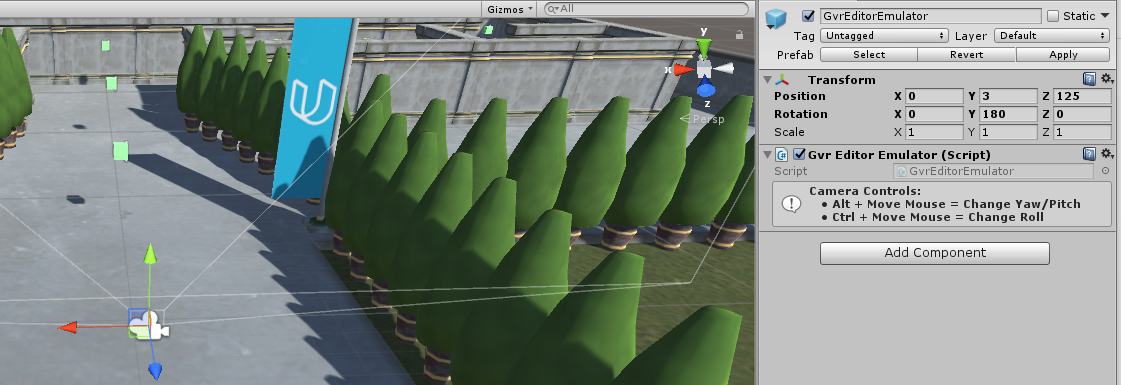 Gizmos
All
y
x
z
Persp
GvrEditorEmulator
Static
Tag Untagged Layer Default
Prefab Select Revert Apply
Transform
Position X 0 Y 3 Z 125
Rotation X 0 Y 180 Z 0
Scale X 1 Y 1 Z 1
Gvr Editor Emulator (Script)
Script GvrEditorEmulator
Camera Controls:
• Alt + Move Mouse = Change Yaw/Pitch
• Ctrl + Move Mouse = Change Roll
Add Component